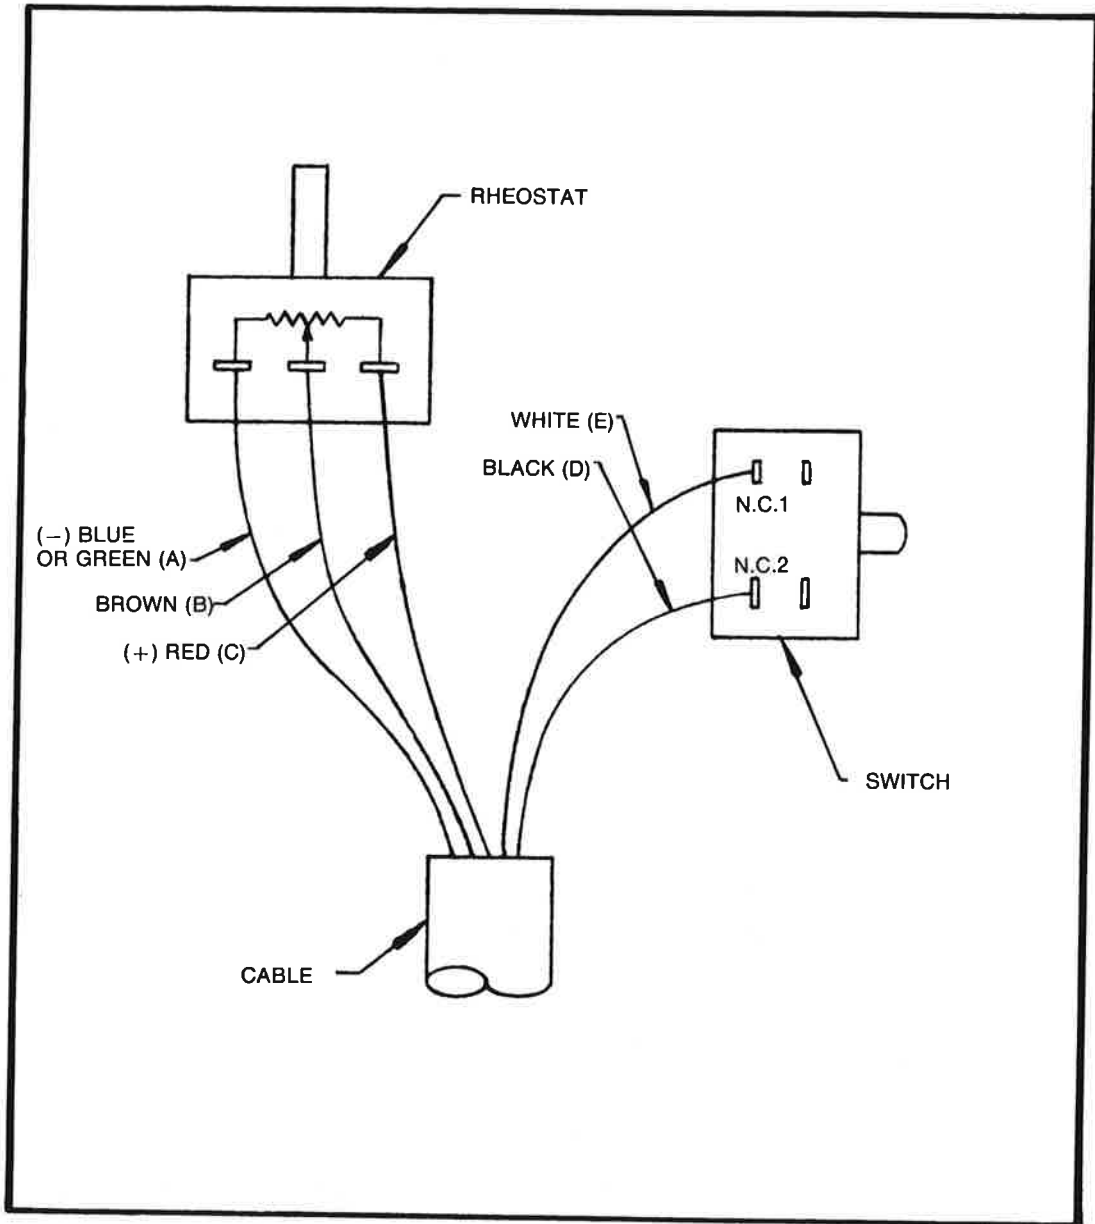 RHEOSTAT
WHITE (E)
BLACK (D)
N.C.1
(−) BLUE
OR GREEN (A)
N.C.2
BROWN (B)
(+) RED (C)
SWITCH
CABLE